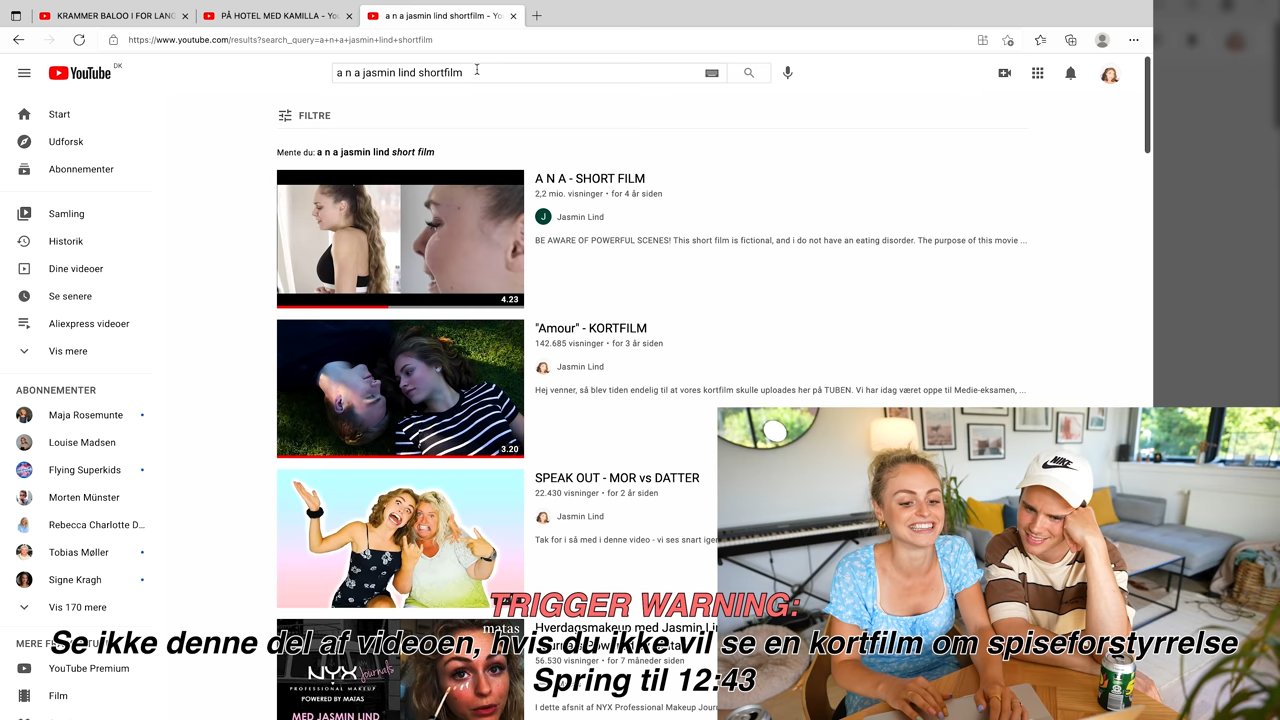 KRAMMER BALOO I FOR LANG
PÅ HOTEL MED KAMILLA - Yo
a n a jasmin lind shortfilm - Yo
https://www.youtube.com/results?search_query=a+n+a+jasmin+lind+shortfilm
YouTube DK
a n a jasmin lind shortfilm
Start
Udforsk
Abonnementer
Samling
Historik
Dine videoer
Se senere
Aliexpress videoer
Vis mere
ABONNEMENTER
Maja Rosemunte
Louise Madsen
Flying Superkids
Morten Münster
Rebecca Charlotte D...
Tobias Møller
Signe Kragh
Vis 170 mere
YouTube Premium
Film
FILTRE
Mente du: a n a jasmin lind short film
4.23
A N A - SHORT FILM
2,2 mio. visninger • for 4 år siden
J Jasmin Lind
BE AWARE OF POWERFUL SCENES! This short film is fictional, and i do not have an eating disorder. The purpose of this movie ...
3.20
"Amour" - KORTFILM
142.685 visninger • for 3 år siden
Jasmin Lind
Hej venner, så blev tiden endelig til at vores kortfilm skulle uploades her på TUBEN. Vi har idag været oppe til Medie-eksamen, ...
SPEAK OUT - MOR vs DATTER
22.430 visninger • for 2 år siden
Jasmin Lind
Tak for i så med i denne video - vi ses snart igen
matas
NYX Journals
PROFESSIONAL MAKEUP
POWERED BY MATAS
MED JASMIN LIND
Hverdagsmakeup med Jasmin Li
56.530 visninger • for 7 måneder siden
I dette afsnit af NYX Professional Makeup Journ
NIKE
TRIGGER WARNING:
Se ikke denne del af videoen, hvis du ikke vil se en kortfilm om spiseforstyrrelse
Spring til 12:43